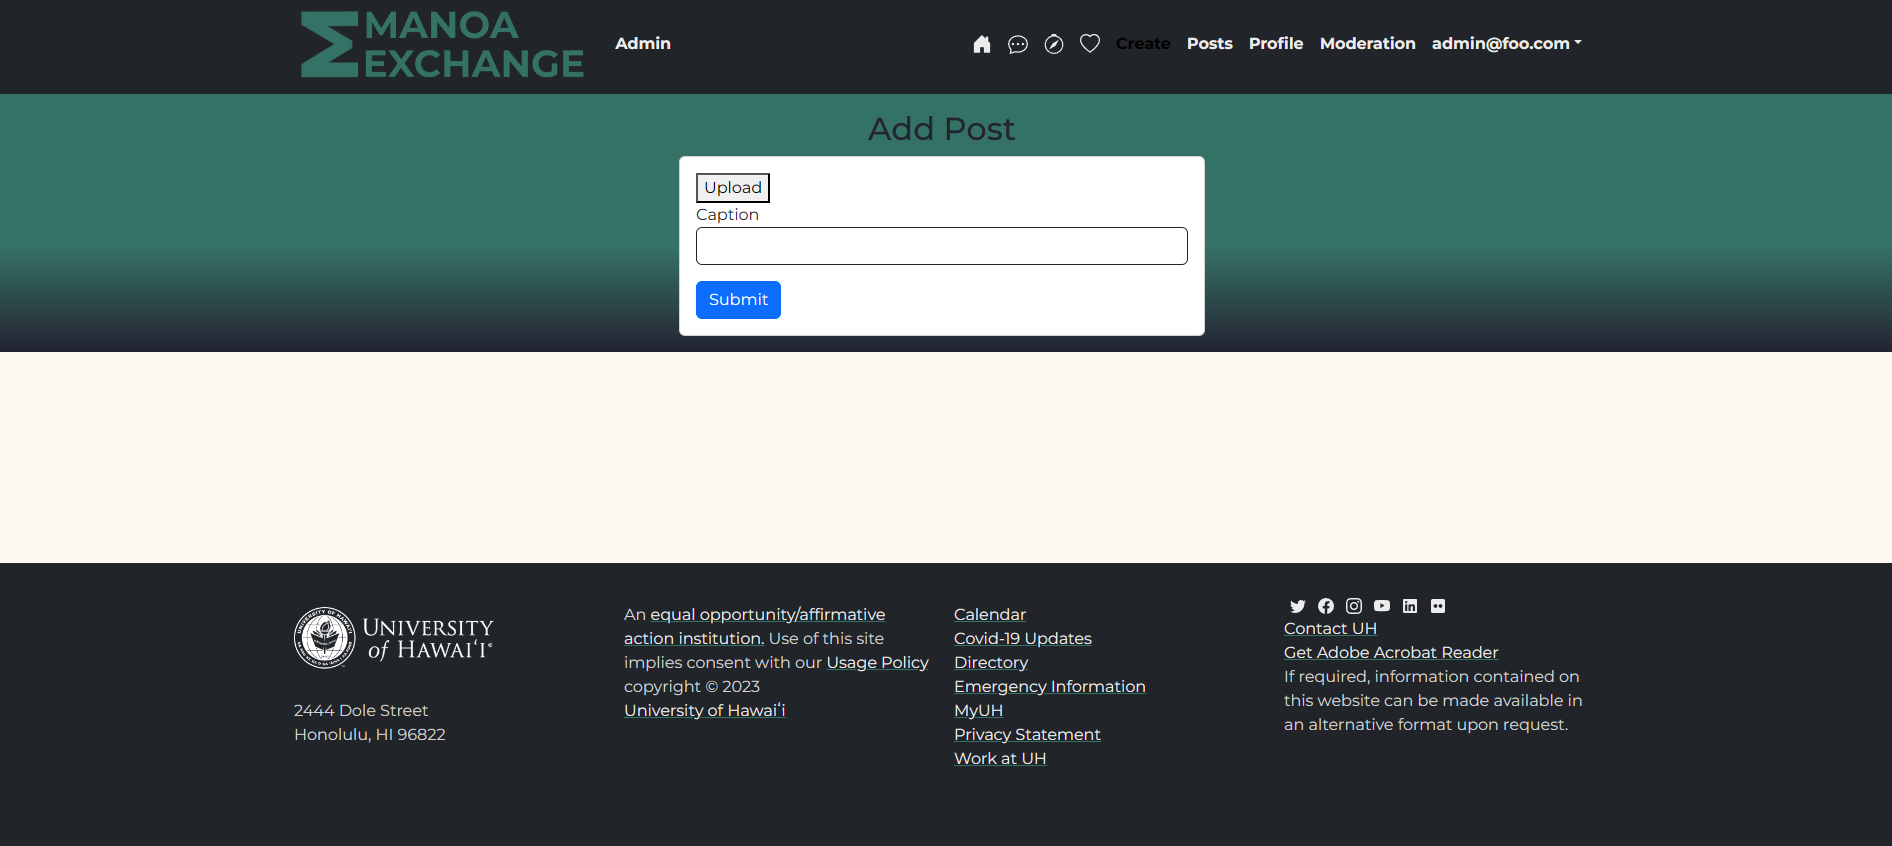 MANOA
EXCHANGE
Admin
Create Posts Profile Moderation admin@foo.com
Add Post
Upload
Caption
Submit
UNIVERSITY
of HAWAIʻI
2444 Dole Street
Honolulu, HI 96822
An equal opportunity/affirmative
action institution. Use of this site
implies consent with our Usage Policy
copyright © 2023
University of Hawaiʻi
Calendar
Covid-19 Updates
Directory
Emergency Information
MyUH
Privacy Statement
Work at UH
Contact UH
Get Adobe Acrobat Reader
If required, information contained on
this website can be made available in
an alternative format upon request.